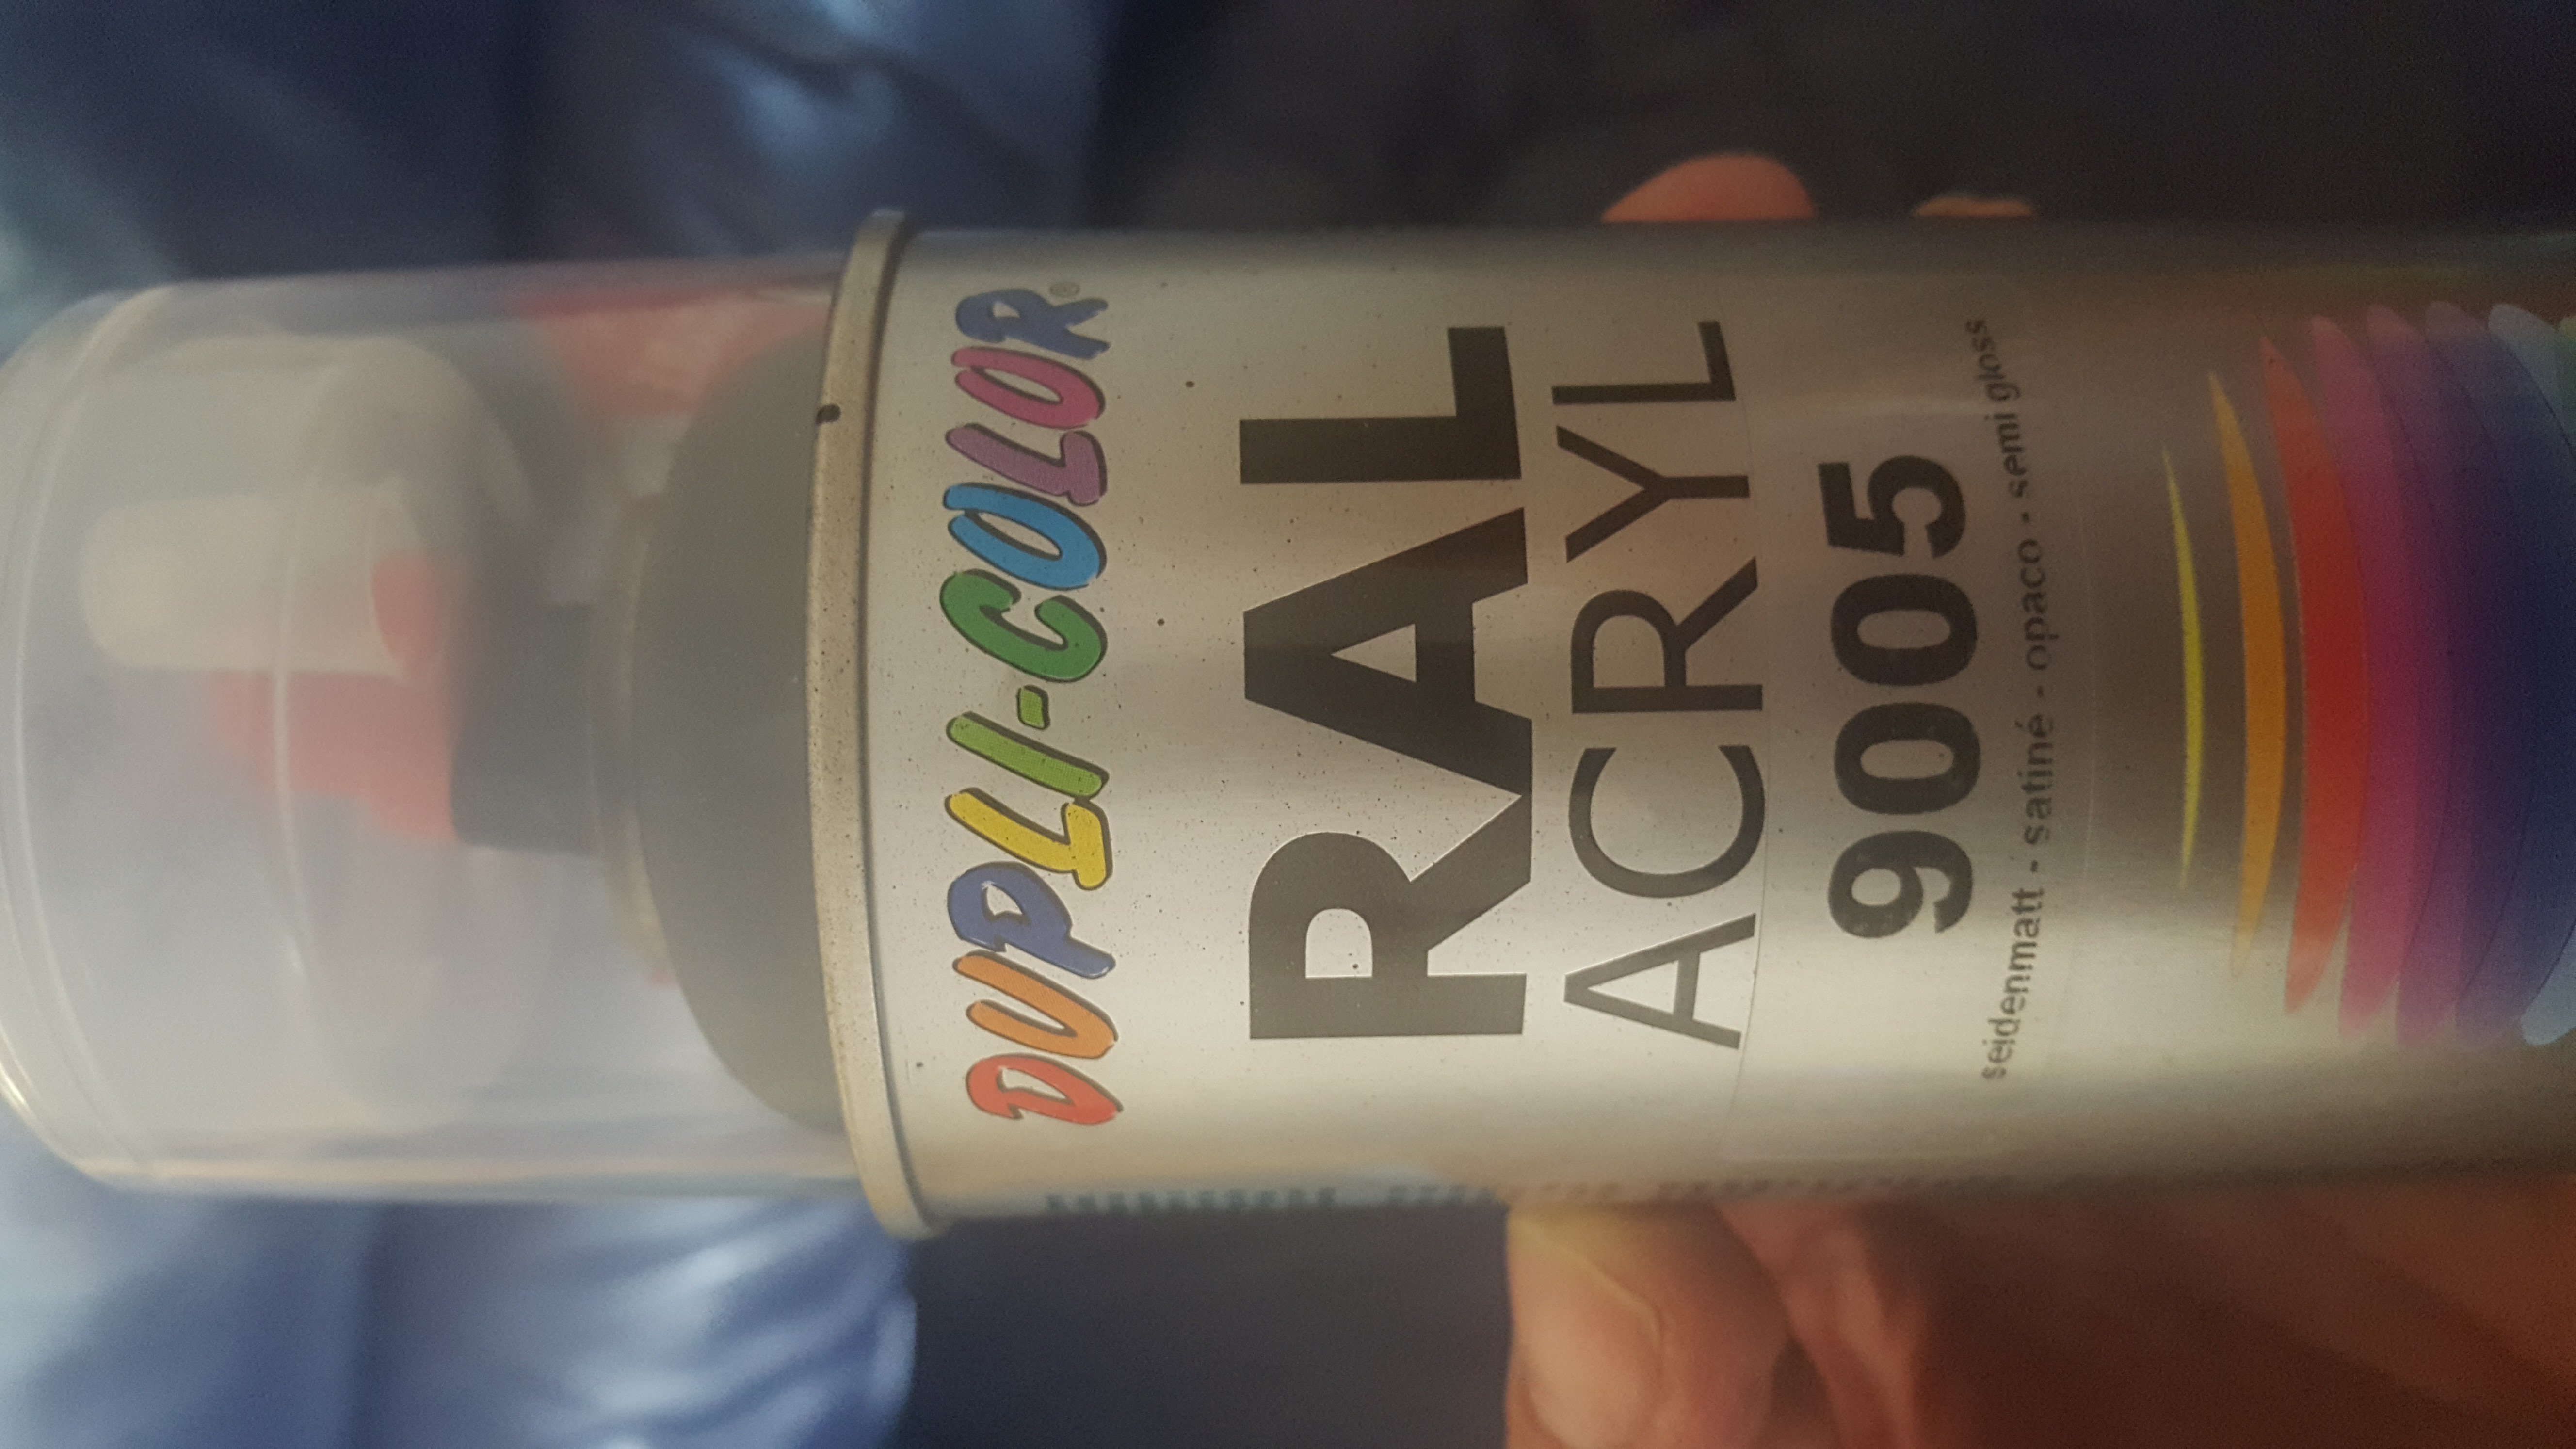 DUPLI-COLOR®
RAL
ACRYL
9005
seidenmatt - satiné - opaco - semi gloss